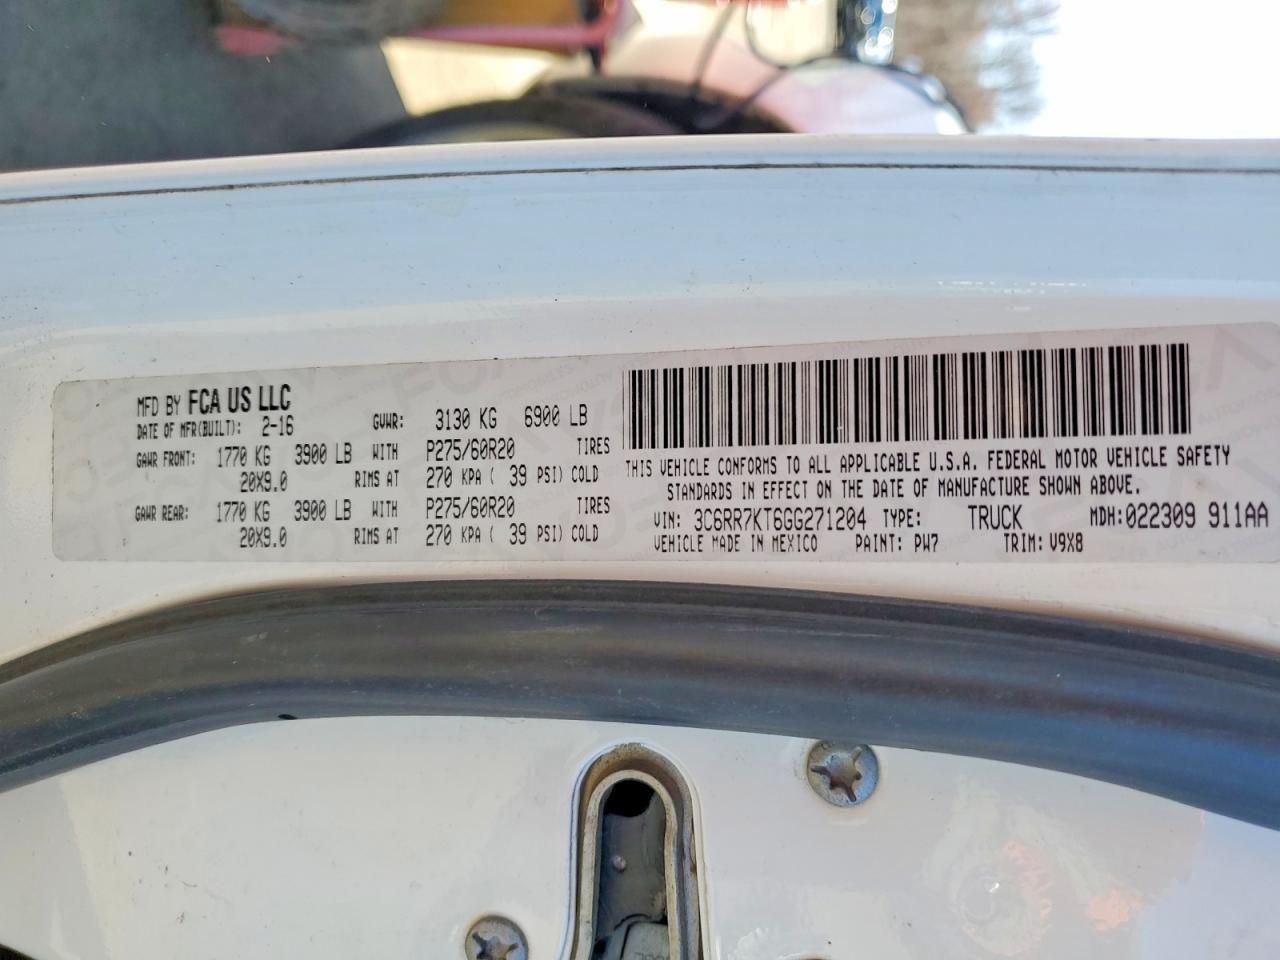 MFD BY FCA US LLC
DATE OF MFR(BUILT): 2-16 GVWR: 3130 KG 6900 LB
GAWR FRONT: 1770 KG 3900 LB WITH P275/60R20 TIRES
20X9.0 RIMS AT 270 KPA ( 39 PSI) COLD
GAWR REAR: 1770 KG 3900 LB WITH P275/60R20 TIRES
20X9.0 RIMS AT 270 KPA ( 39 PSI) COLD
THIS VEHICLE CONFORMS TO ALL APPLICABLE U.S.A. FEDERAL MOTOR VEHICLE SAFETY
STANDARDS IN EFFECT ON THE DATE OF MANUFACTURE SHOWN ABOVE.
VIN: 3C6RR7KT6GG271204 TYPE: TRUCK MDH:022309 911AA
VEHICLE MADE IN MEXICO PAINT: PW7 TRIM: V9X8